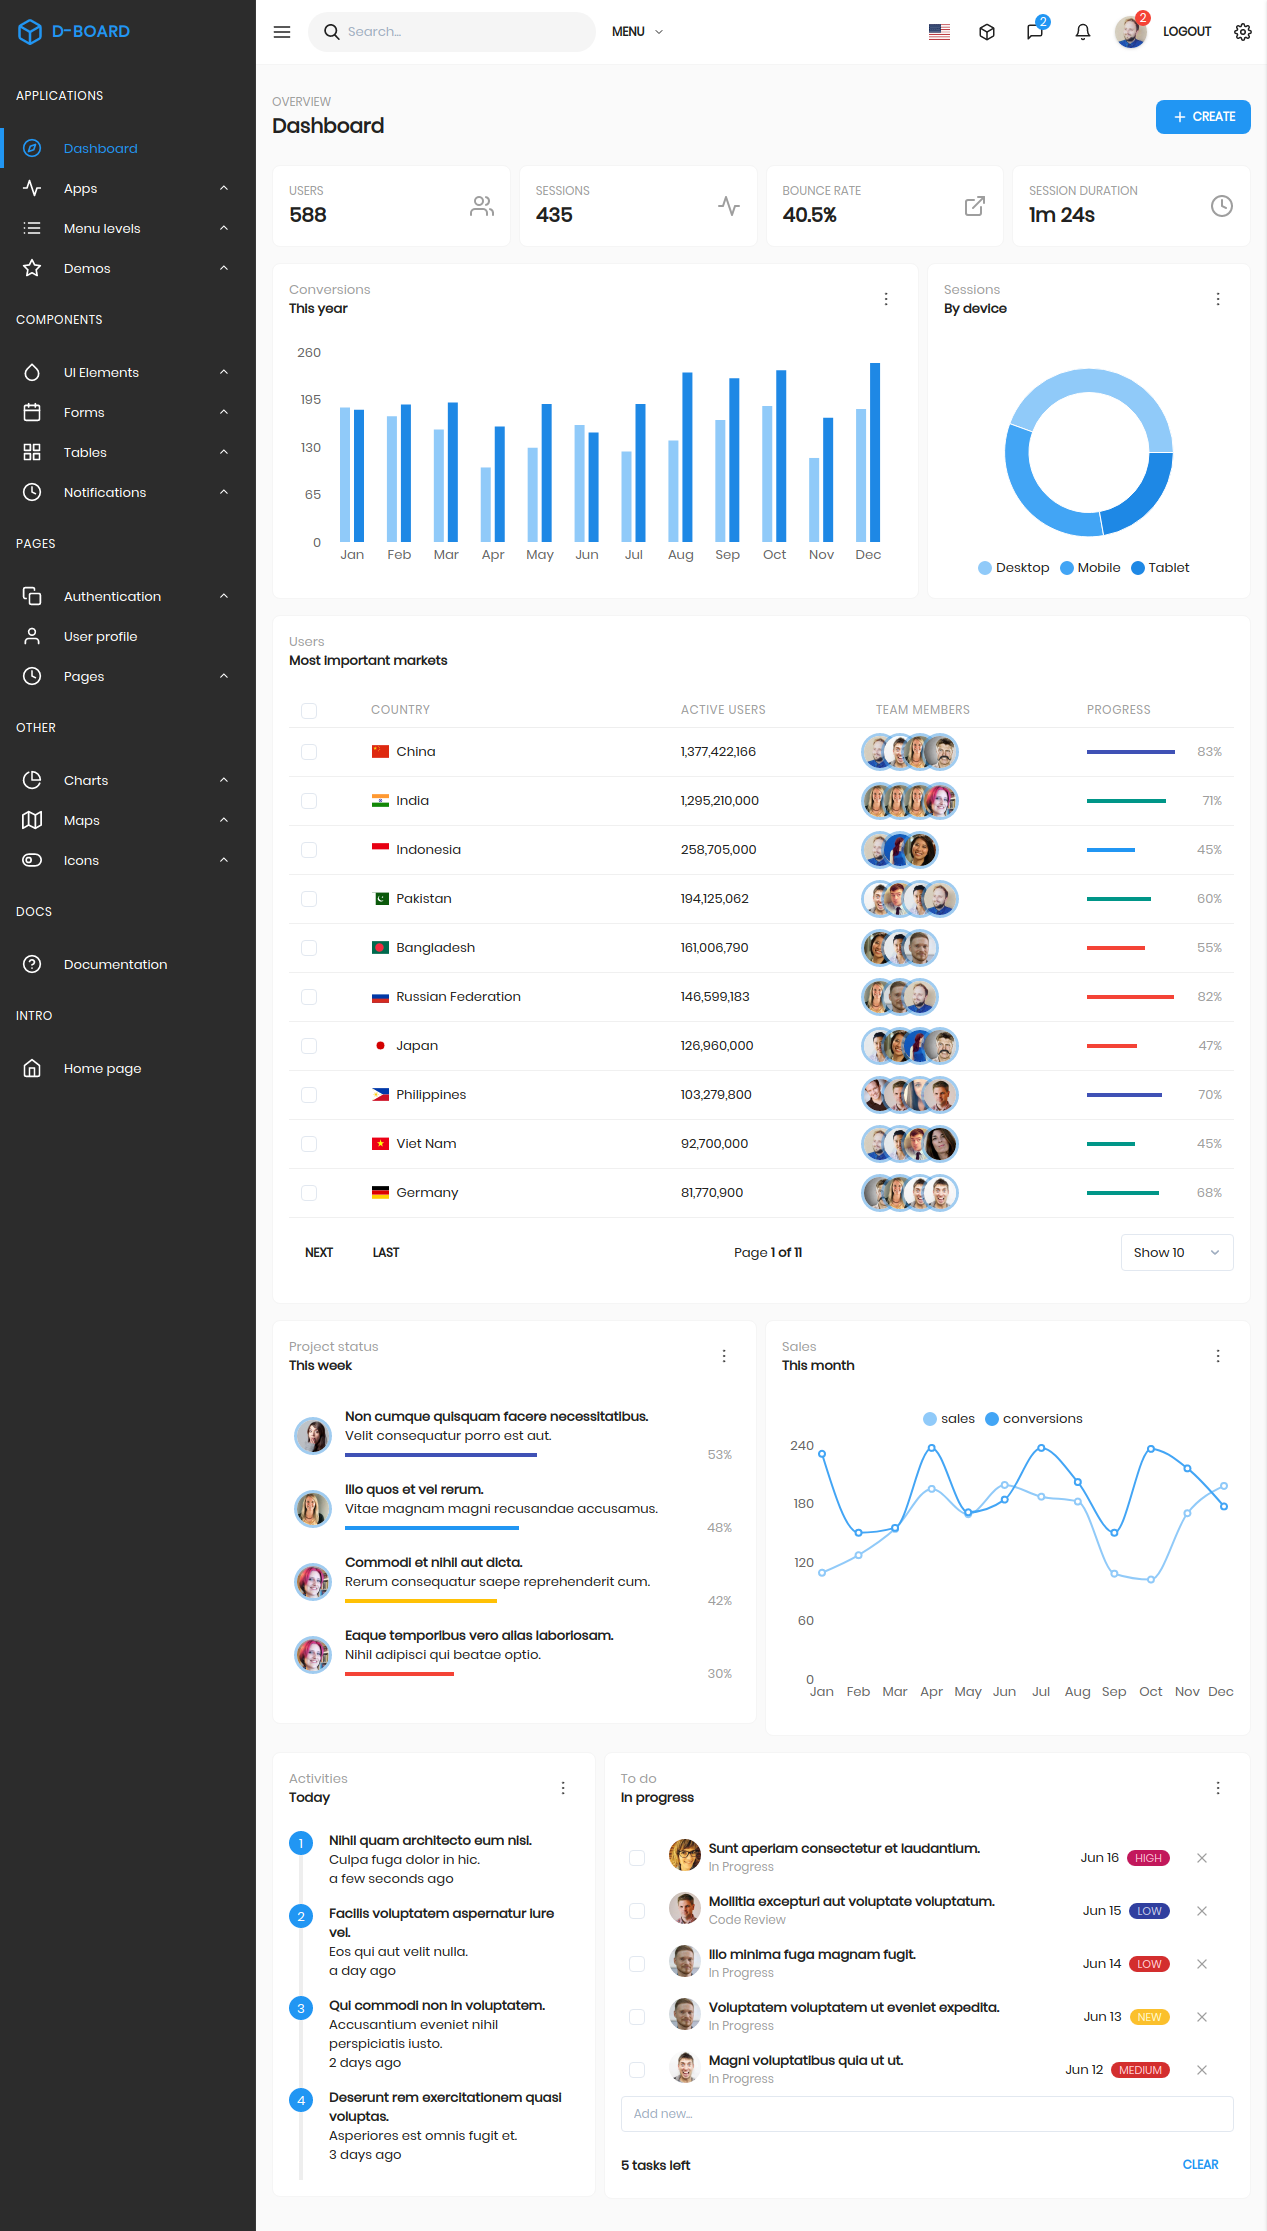 D-BOARD
APPLICATIONS
Dashboard
Apps
Menu levels
Demos
COMPONENTS
UI Elements
Forms
Tables
Notifications
PAGES
Authentication
User profile
Pages
OTHER
Charts
Maps
Icons
DOCS
Documentation
INTRO
Home page
Search...
MENU
2
2
LOGOUT
OVERVIEW
Dashboard
CREATE
USERS
588
SESSIONS
435
BOUNCE RATE
40.5%
SESSION DURATION
1m 24s
Conversions
This year
260
195
130
65
0
Jan Feb Mar Apr May Jun Jul Aug Sep Oct Nov Dec
Sessions
By device
Desktop Mobile Tablet
Users
Most important markets
COUNTRY ACTIVE USERS TEAM MEMBERS PROGRESS
China 1,377,422,166 83%
India 1,295,210,000 71%
Indonesia 258,705,000 45%
Pakistan 194,125,062 60%
Bangladesh 161,006,790 55%
Russian Federation 146,599,183 82%
Japan 126,960,000 47%
Philippines 103,279,800 70%
Viet Nam 92,700,000 45%
Germany 81,770,900 68%
NEXT LAST Page 1 of 11 Show 10
Project status
This week
Non cumque quisquam facere necessitatibus.
Velit consequatur porro est aut.
53%
Illo quos et vel rerum.
Vitae magnam magni recusandae accusamus.
48%
Commodi et nihil aut dicta.
Rerum consequatur saepe reprehenderit cum.
42%
Eaque temporibus vero alias laboriosam.
Nihil adipisci qui beatae optio.
30%
Sales
This month
sales conversions
240
180
120
60
0
Jan Feb Mar Apr May Jun Jul Aug Sep Oct Nov Dec
Activities
Today
1
Nihil quam architecto eum nisi.
Culpa fuga dolor in hic.
a few seconds ago
2
Facilis voluptatem aspernatur iure
vel.
Eos qui aut velit nulla.
a day ago
3
Qui commodi non in voluptatem.
Accusantium eveniet nihil
perspiciatis iusto.
2 days ago
4
Deserunt rem exercitationem quasi
voluptas.
Asperiores est omnis fugit et.
3 days ago
To do
In progress
Sunt aperiam consectetur et laudantium.
In Progress
Jun 16 HIGH
Mollitia excepturi aut voluptate voluptatum.
Code Review
Jun 15 LOW
Illo minima fuga magnam fugit.
In Progress
Jun 14 LOW
Voluptatem voluptatem ut eveniet expedita.
In Progress
Jun 13 NEW
Magni voluptatibus quia ut ut.
In Progress
Jun 12 MEDIUM
Add new...
5 tasks left
CLEAR